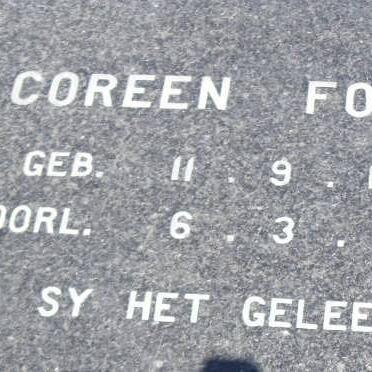 COREEN FO
GEB. 11 . 9 .
OORL. 6 . 3 .
SY HET GELEE